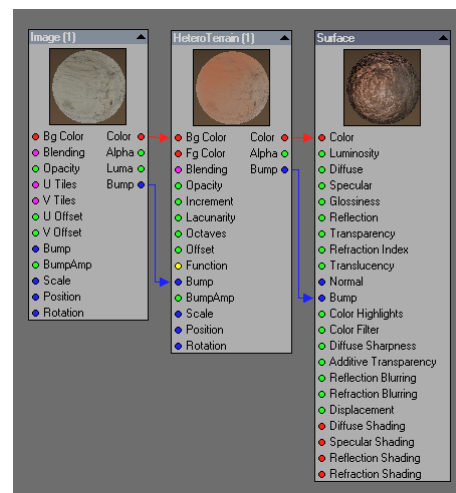 Image (1)
Bg Color Color
Blending Alpha
Opacity Luma
U Tiles Bump
V Tiles
U Offset
V Offset
Bump
BumpAmp
Scale
Position
Rotation
HeteroTerrain (1)
Bg Color Color
Fg Color Alpha
Blending Bump
Opacity
Increment
Lacunarity
Octaves
Offset
Function
Bump
BumpAmp
Scale
Position
Rotation
Surface
Color
Luminosity
Diffuse
Specular
Glossiness
Reflection
Transparency
Refraction Index
Translucency
Normal
Bump
Color Highlights
Color Filter
Diffuse Sharpness
Additive Transparency
Reflection Blurring
Refraction Blurring
Displacement
Diffuse Shading
Specular Shading
Reflection Shading
Refraction Shading